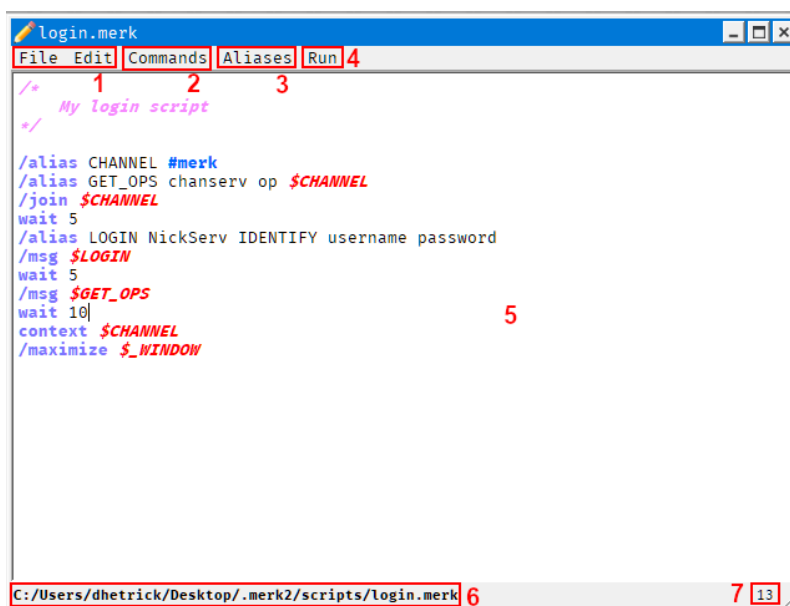 login.merk
File Edit Commands Aliases Run 4
1 2 3
/*
My login script
*/
/alias CHANNEL #merk
/alias GET_OPS chanserv op $CHANNEL
/join $CHANNEL
wait 5
/alias LOGIN NickServ IDENTIFY username password
/msg $LOGIN
wait 5
/msg $GET_OPS
wait 10
5
context $CHANNEL
/maximize $_WINDOW
C:/Users/dhetrick/Desktop/.merk2/scripts/login.merk 6 7 13